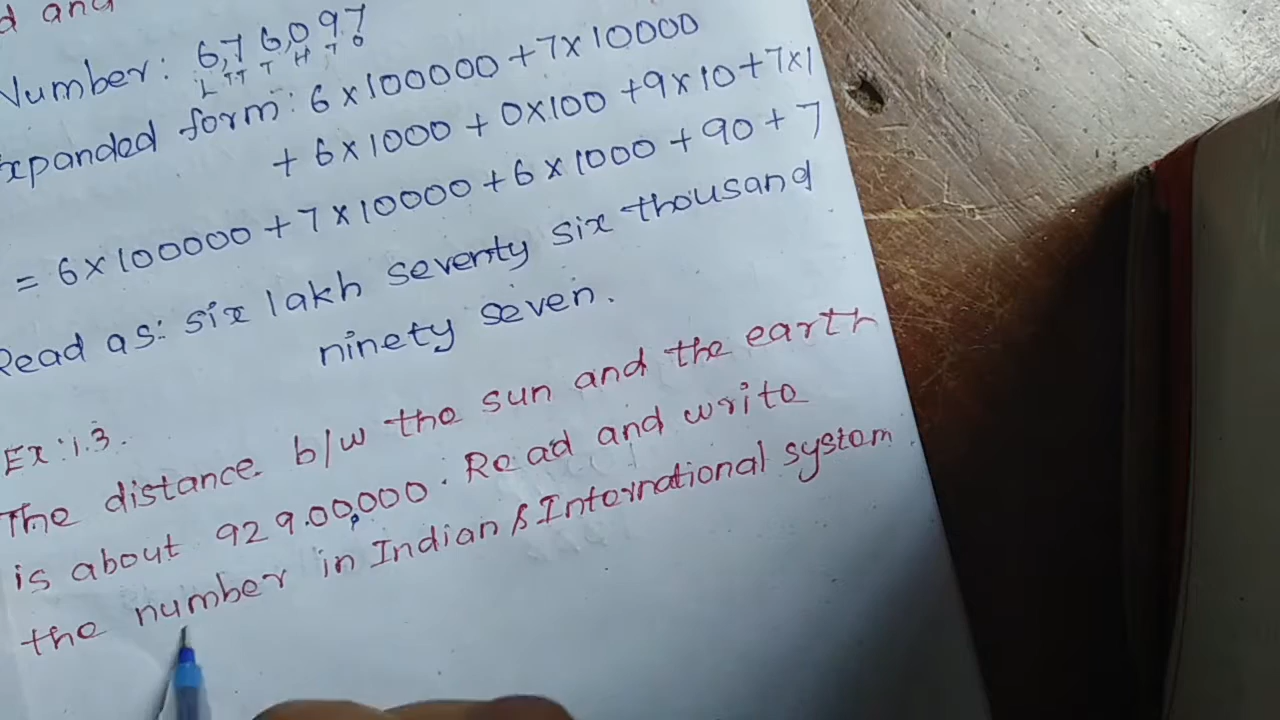 d and
Number: 6,76,097
L TT T H T O
xpanded form: 6×100000+7×10000
+ 6×1000 + 0×100 +9×10+7×1
= 6×100000+7×10000+6×1000+90+7
Read as: six lakh seventy six thousand
ninety seven.
Ex:1.3.
The distance b/w the sun and the earth
is about 929.00,000. Read and write
the number in Indian & International system.